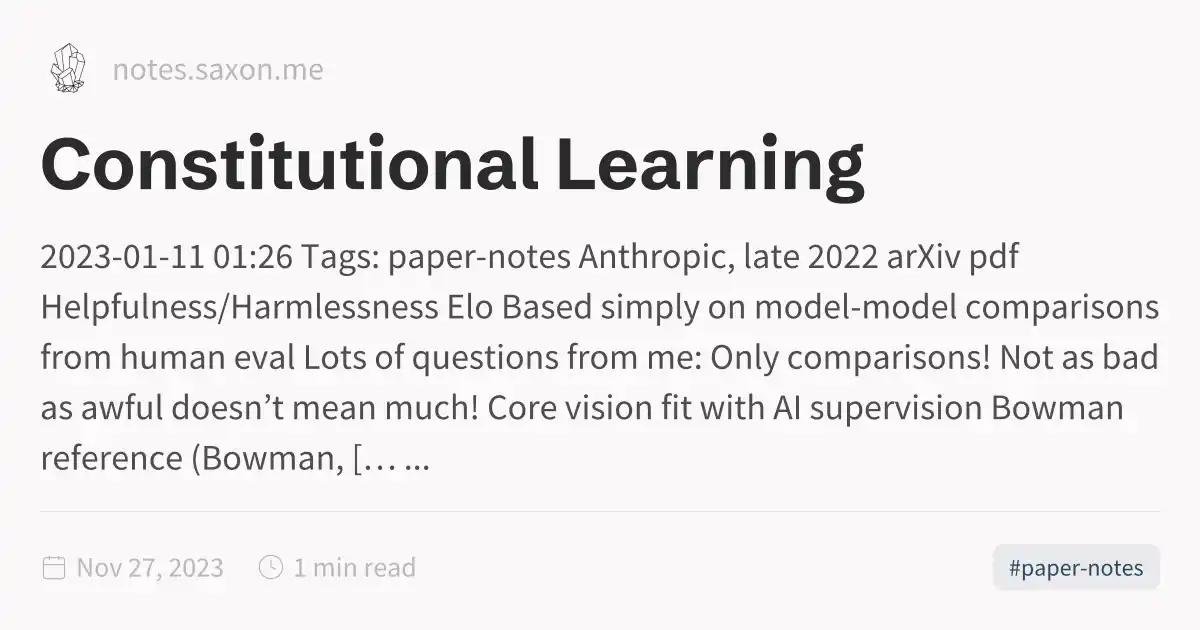 notes.saxon.me
Constitutional Learning
2023-01-11 01:26 Tags: paper-notes Anthropic, late 2022 arXiv pdf
Helpfulness/Harmlessness Elo Based simply on model-model comparisons
from human eval Lots of questions from me: Only comparisons! Not as bad
as awful doesn’t mean much! Core vision fit with AI supervision Bowman
reference (Bowman, [… ...
Nov 27, 2023 1 min read #paper-notes